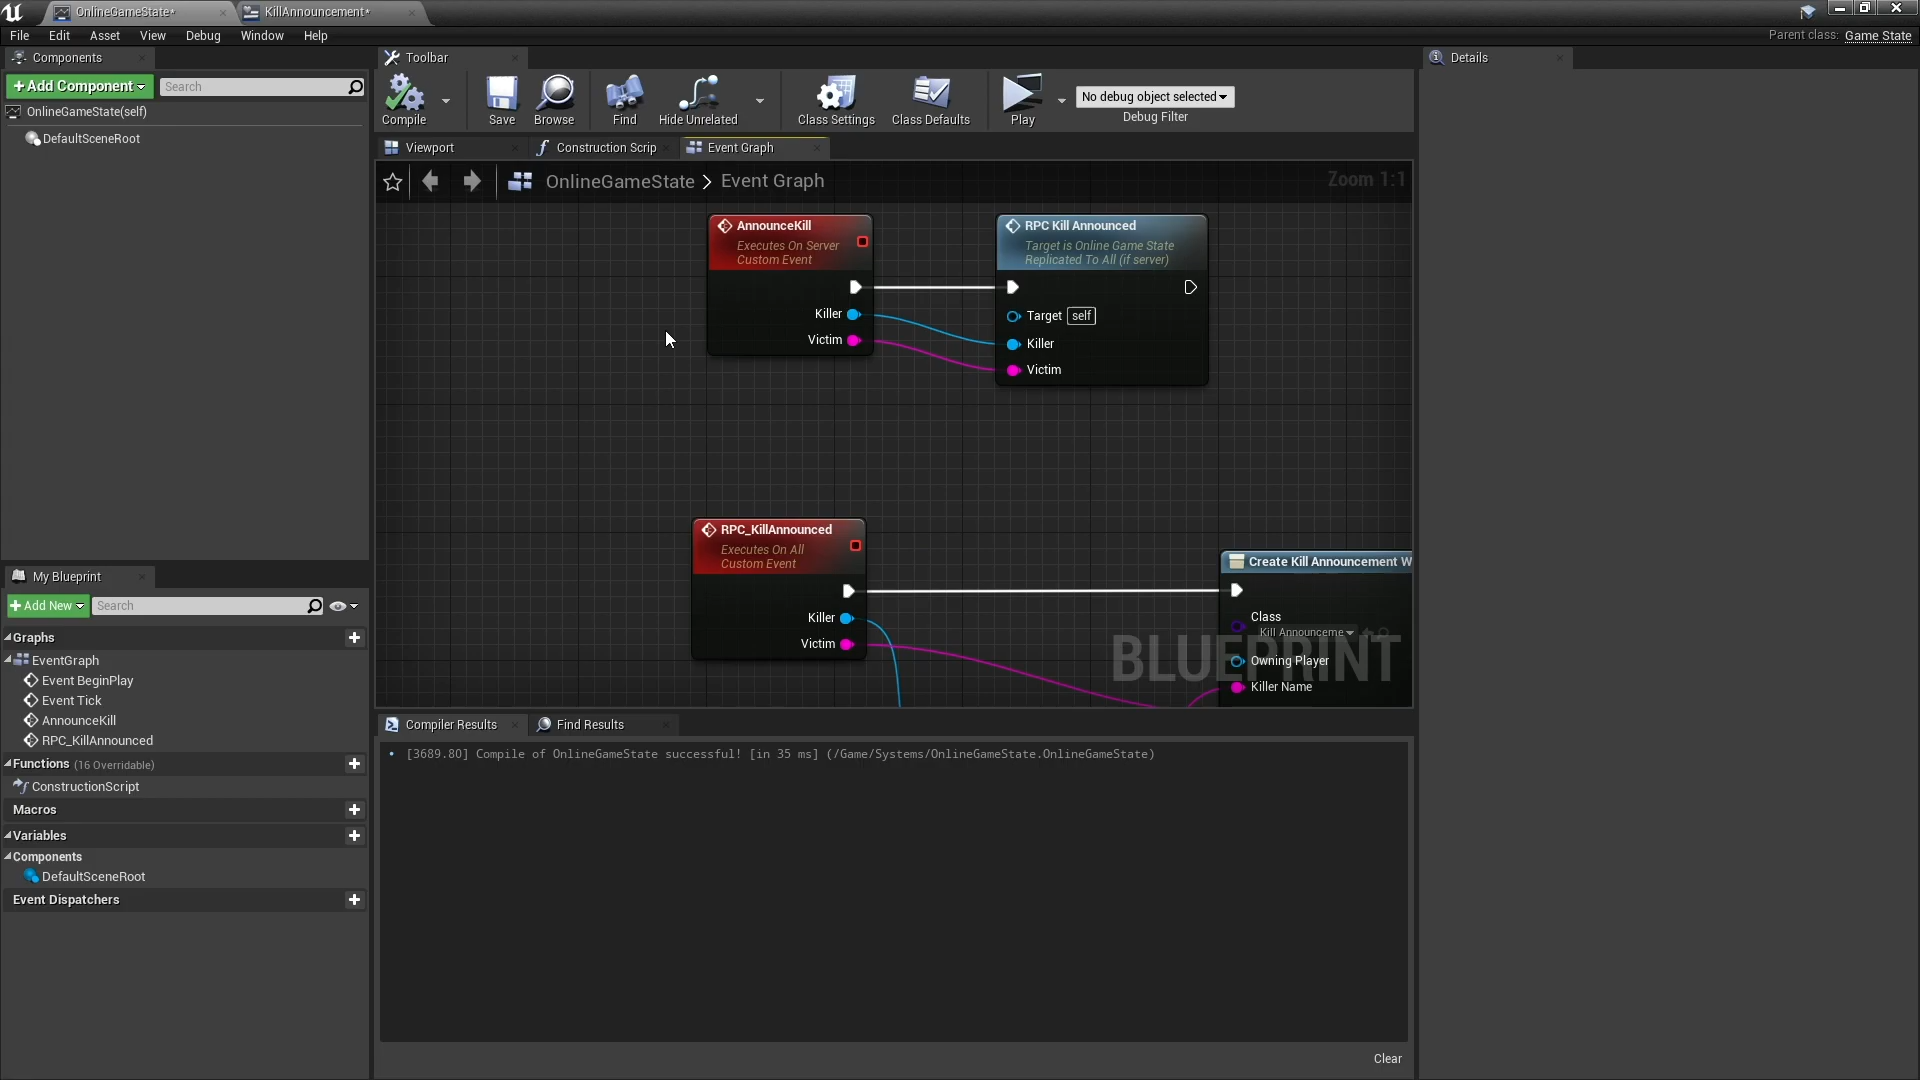 OnlineGameState*
KillAnnouncement*
File
Edit
Asset
View
Debug
Window
Help
Parent class: Game State
Components
+Add Component
Search
OnlineGameState(self)
DefaultSceneRoot
Toolbar
Compile
Save
Browse
Find
Hide Unrelated
Class Settings
Class Defaults
Play
No debug object selected
Debug Filter
Details
Viewport
Construction Scrip
Event Graph
OnlineGameState > Event Graph
Zoom 1:1
AnnounceKill
Executes On Server
Custom Event
Killer
Victim
RPC Kill Announced
Target is Online Game State
Replicated To All (if server)
Target self
Killer
Victim
RPC_KillAnnounced
Executes On All
Custom Event
Killer
Victim
Create Kill Announcement W
Class
Kill Announceme
Owning Player
Killer Name
BLUEPRINT
My Blueprint
+Add New
Search
Graphs
EventGraph
Event BeginPlay
Event Tick
AnnounceKill
RPC_KillAnnounced
Functions (16 Overridable)
ConstructionScript
Macros
Variables
Components
DefaultSceneRoot
Event Dispatchers
Compiler Results
Find Results
[3689.80] Compile of OnlineGameState successful! [in 35 ms] (/Game/Systems/OnlineGameState.OnlineGameState)
Clear